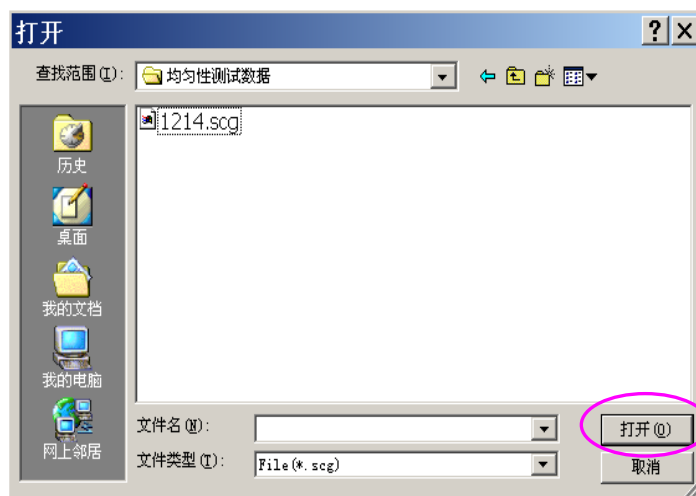 打开
查找范围(I):
均匀性测试数据
1214.scg
历史
桌面
我的文档
我的电脑
网上邻居
文件名(N):
打开(O)
文件类型(T):
File(*.scg)
取消